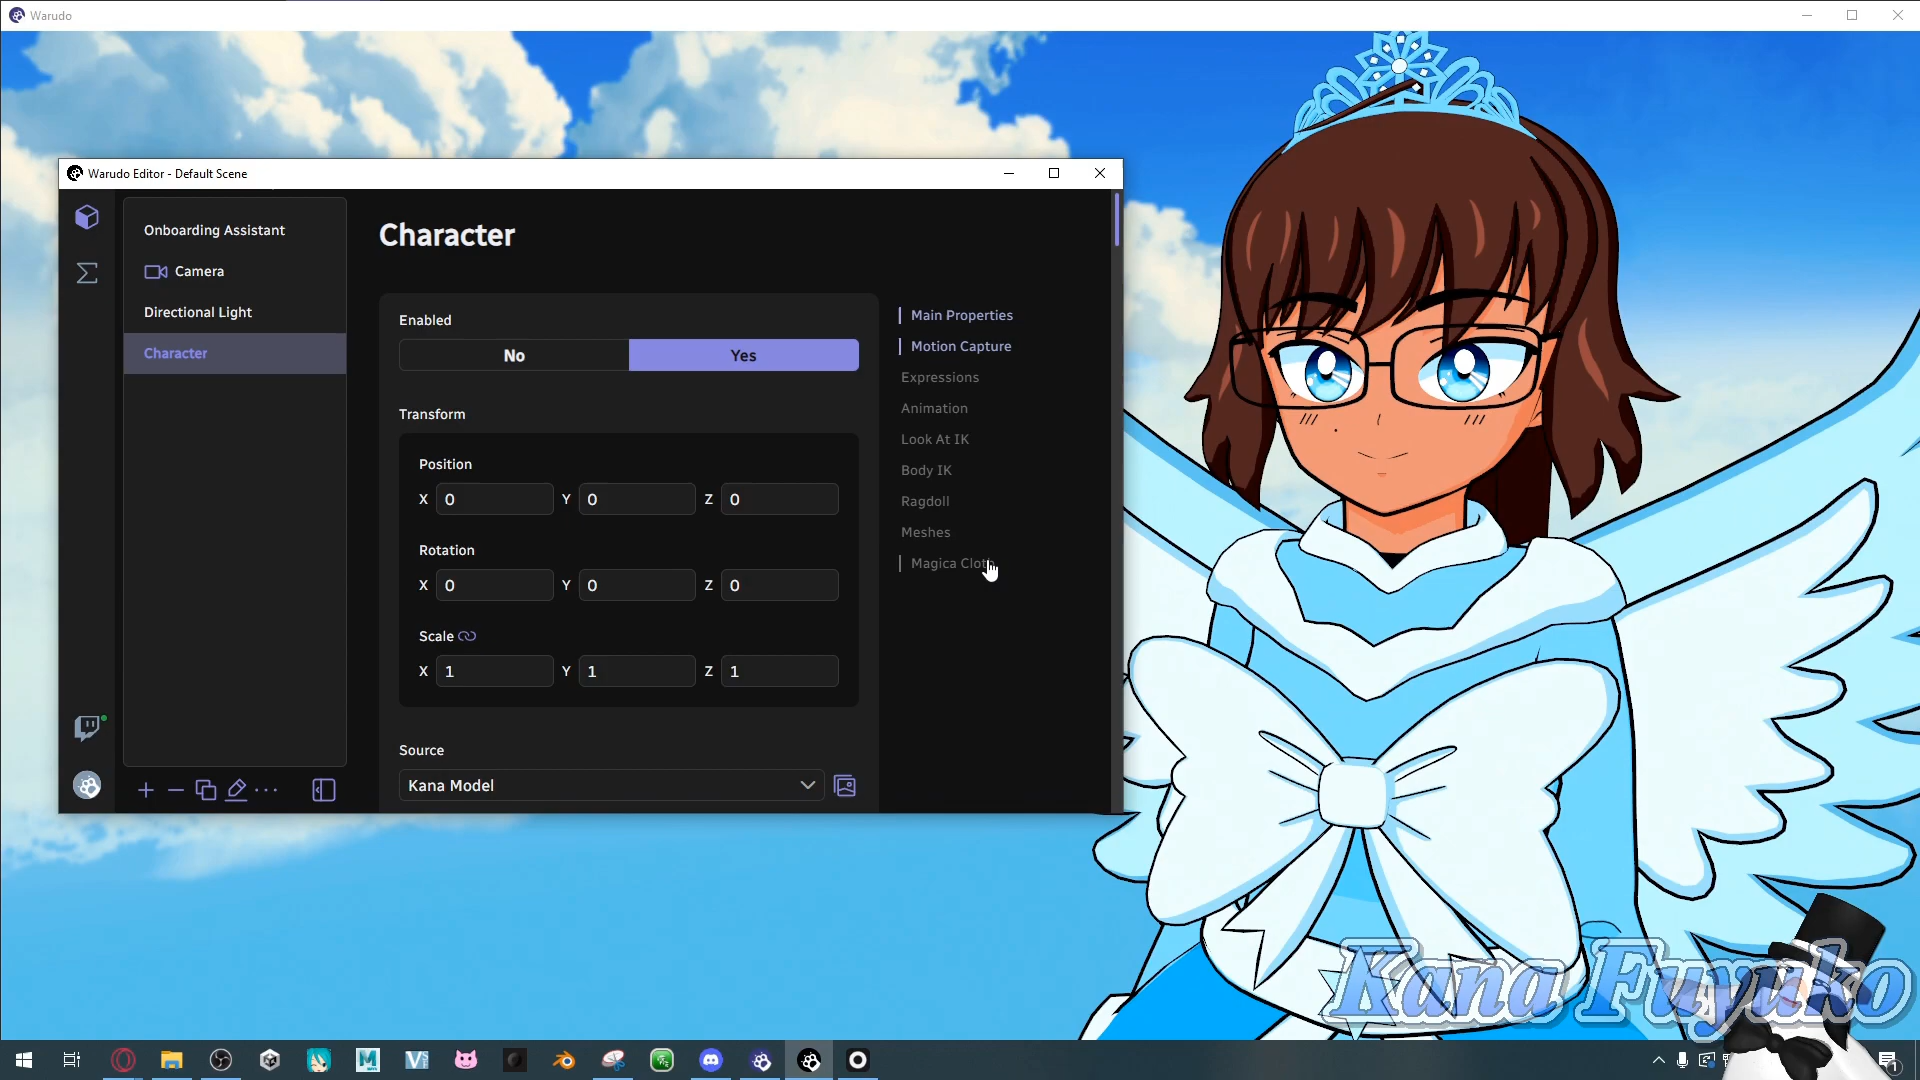 Warudo
Warudo Editor - Default Scene
Onboarding Assistant
Camera
Directional Light
Character
Character
Enabled
No Yes
Transform
Position
X 0 Y 0 Z 0
Rotation
X 0 Y 0 Z 0
Scale
X 1 Y 1 Z 1
Source
Kana Model
Main Properties
Motion Capture
Expressions
Animation
Look At IK
Body IK
Ragdoll
Meshes
Magica Cloth
Kana Fuyuko